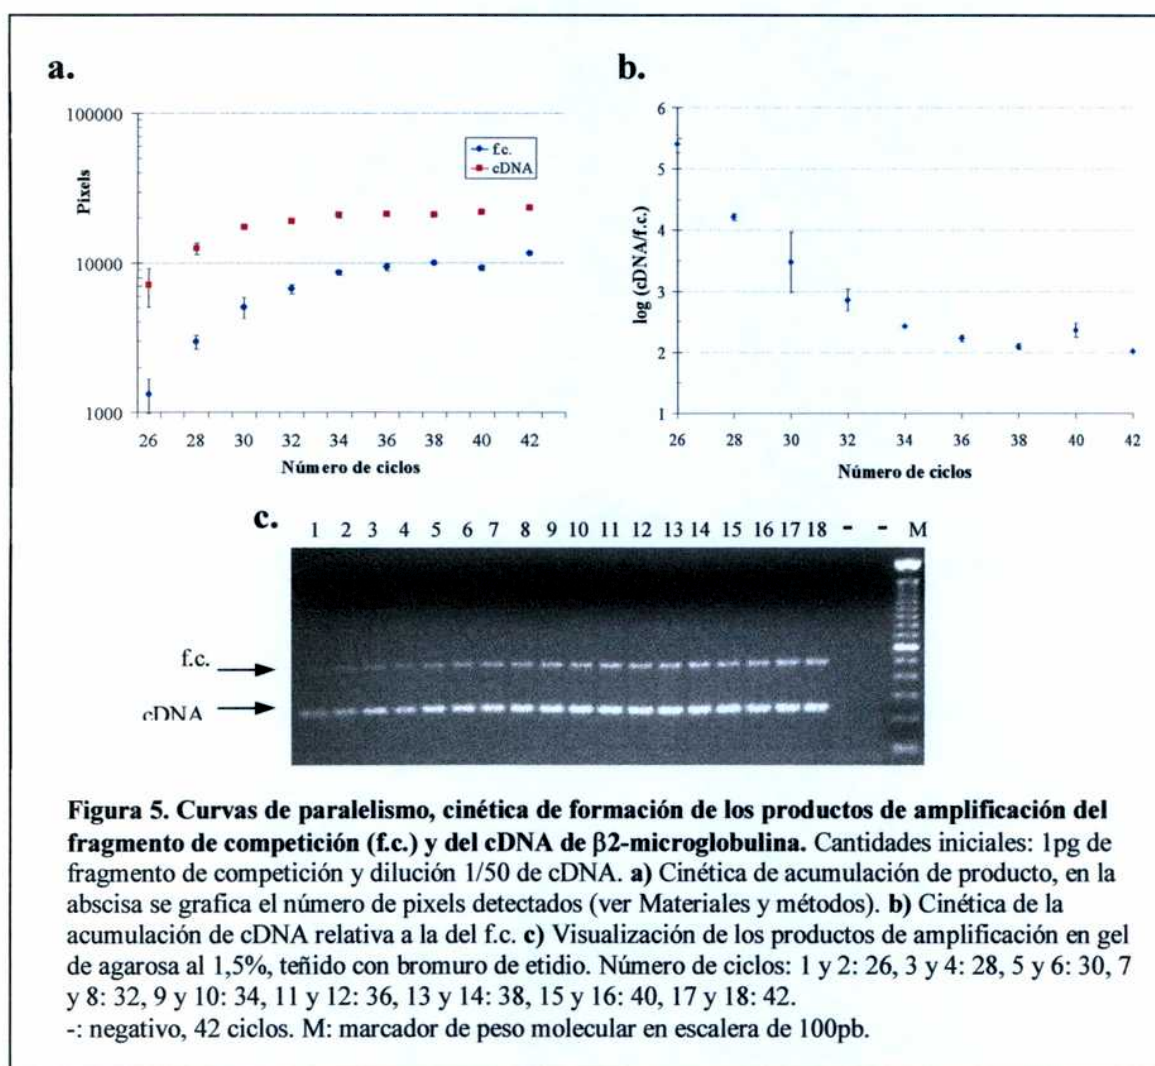 a.
100000
10000
1000
Pixels
f.c.
cDNA
26 28 30 32 34 36 38 40 42
Número de ciclos
b.
6
5
4
3
2
1
log (cDNA/f.c.)
26 28 30 32 34 36 38 40 42
Número de ciclos
c.
1 2 3 4 5 6 7 8 9 10 11 12 13 14 15 16 17 18 - - M
f.c.
cDNA
Figura 5. Curvas de paralelismo, cinética de formación de los productos de amplificación del
fragmento de competición (f.c.) y del cDNA de β2-microglobulina. Cantidades iniciales: 1pg de
fragmento de competición y dilución 1/50 de cDNA. a) Cinética de acumulación de producto, en la
abscisa se grafica el número de pixels detectados (ver Materiales y métodos). b) Cinética de la
acumulación de cDNA relativa a la del f.c. c) Visualización de los productos de amplificación en gel
de agarosa al 1,5%, teñido con bromuro de etidio. Número de ciclos: 1 y 2: 26, 3 y 4: 28, 5 y 6: 30, 7
y 8: 32, 9 y 10: 34, 11 y 12: 36, 13 y 14: 38, 15 y 16: 40, 17 y 18: 42.
-: negativo, 42 ciclos. M: marcador de peso molecular en escalera de 100pb.